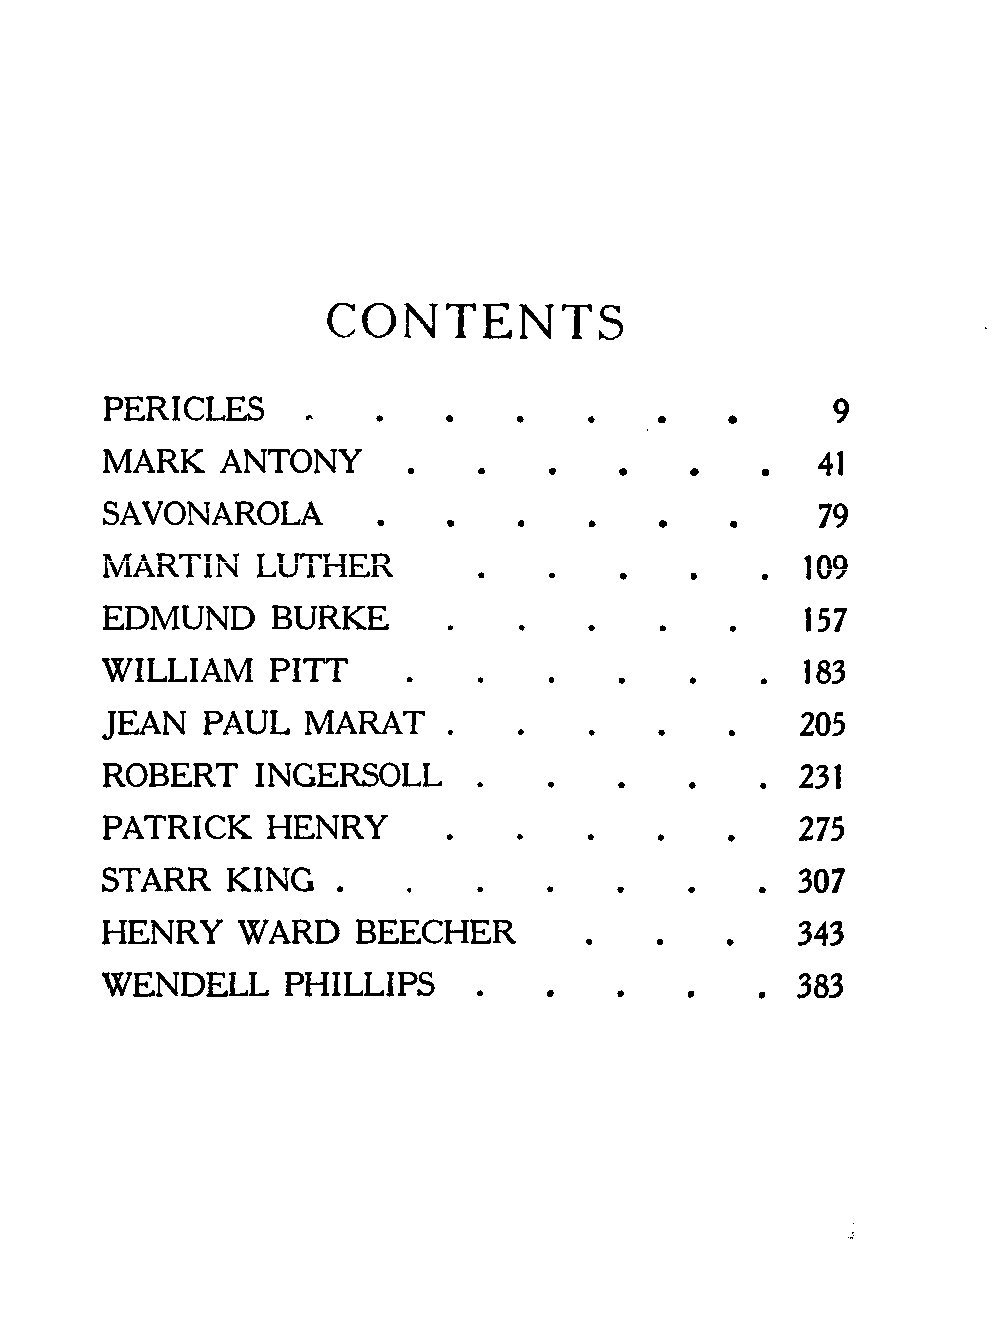 CONTENTS
PERICLES . . . . . . . 9
MARK ANTONY . . . . . . 41
SAVONAROLA . . . . . . 79
MARTIN LUTHER . . . . . 109
EDMUND BURKE . . . . . 157
WILLIAM PITT . . . . . . 183
JEAN PAUL MARAT . . . . . 205
ROBERT INGERSOLL . . . . . 231
PATRICK HENRY . . . . . 275
STARR KING . . . . . . . 307
HENRY WARD BEECHER . . . 343
WENDELL PHILLIPS . . . . . 383